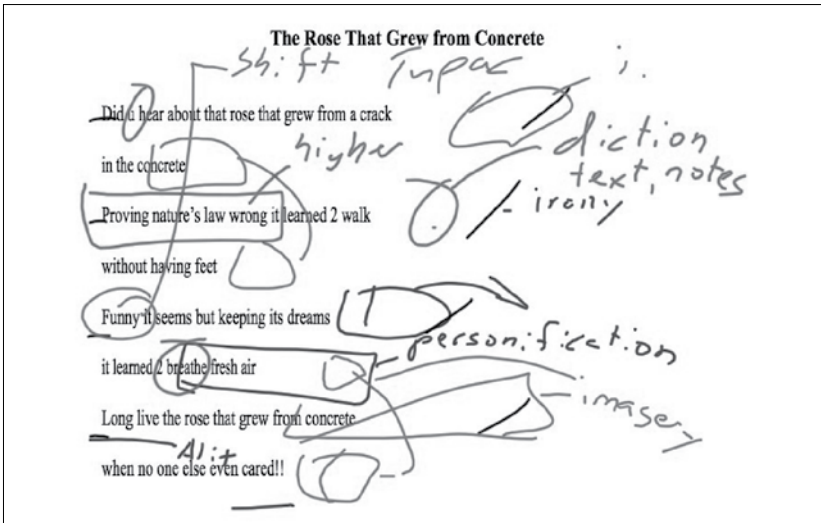 The Rose That Grew from Concrete
shift Tupac i.
Did u hear about that rose that grew from a crack
diction
higher
in the concrete
text, notes
irony
Proving nature's law wrong it learned 2 walk
without having feet
Funny it seems but keeping its dreams
personification
it learned 2 breathe fresh air
imagery
Long live the rose that grew from concrete
Alit
when no one else even cared!!